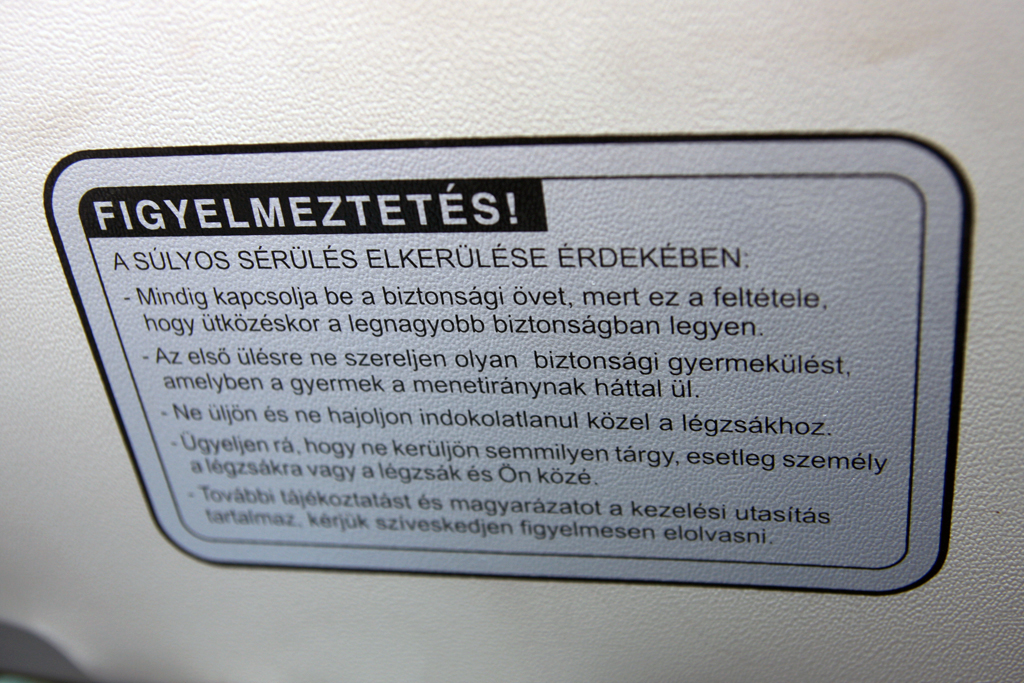 FIGYELMEZTETÉS!
A SÚLYOS SÉRÜLÉS ELKERÜLÉSE ÉRDEKÉBEN:
- Mindig kapcsolja be a biztonsági övet, mert ez a feltétele,
hogy ütközéskor a legnagyobb biztonságban legyen.
- Az első ülésre ne szereljen olyan biztonsági gyermekülést,
amelyben a gyermek a menetiránynak háttal ül.
- Ne üljön és ne hajoljon indokolatlanul közel a légzsákhoz.
- Ügyeljen rá, hogy ne kerüljön semmilyen tárgy, esetleg személy
a légzsákra vagy a légzsák és Ön közé.
- További tájékoztatást és magyarázatot a kezelési utasítás
tartalmaz, kérjük szíveskedjen figyelmesen elolvasni.